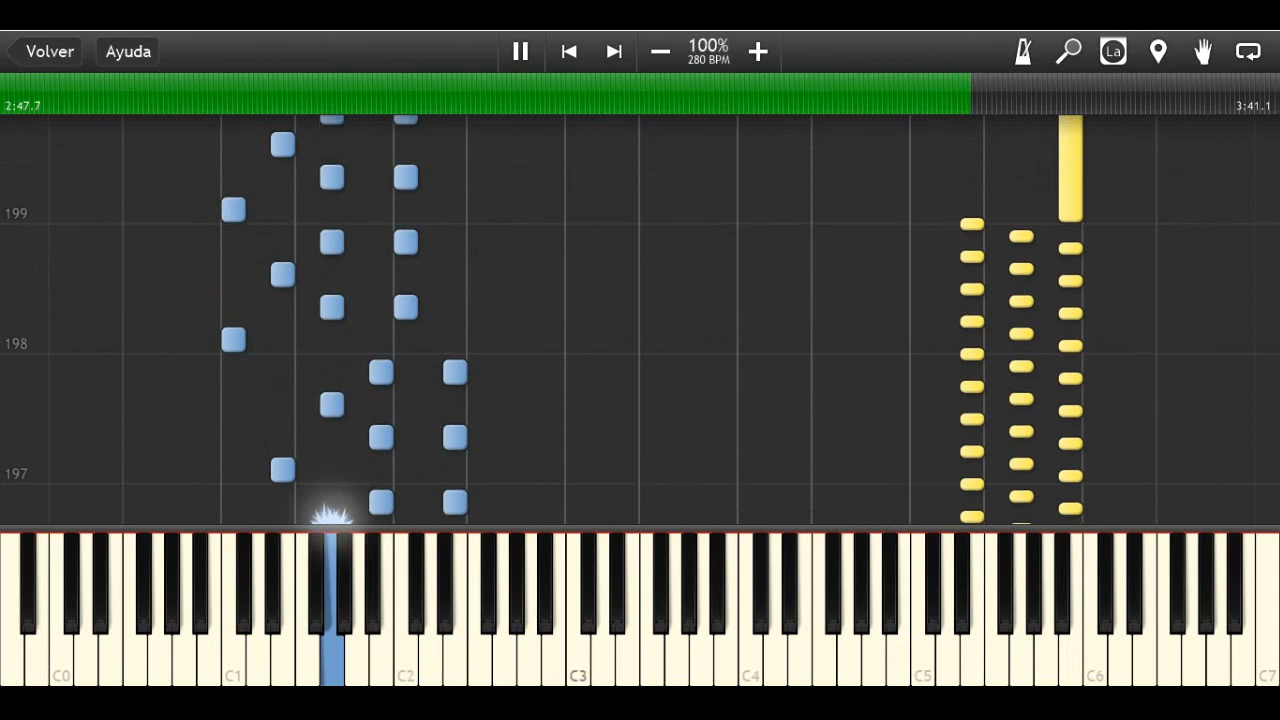 Volver
Ayuda
100%
280 BPM
La
2:47.7
3:41.1
199
198
197
C0
C1
C2
C3
C4
C5
C6
C7